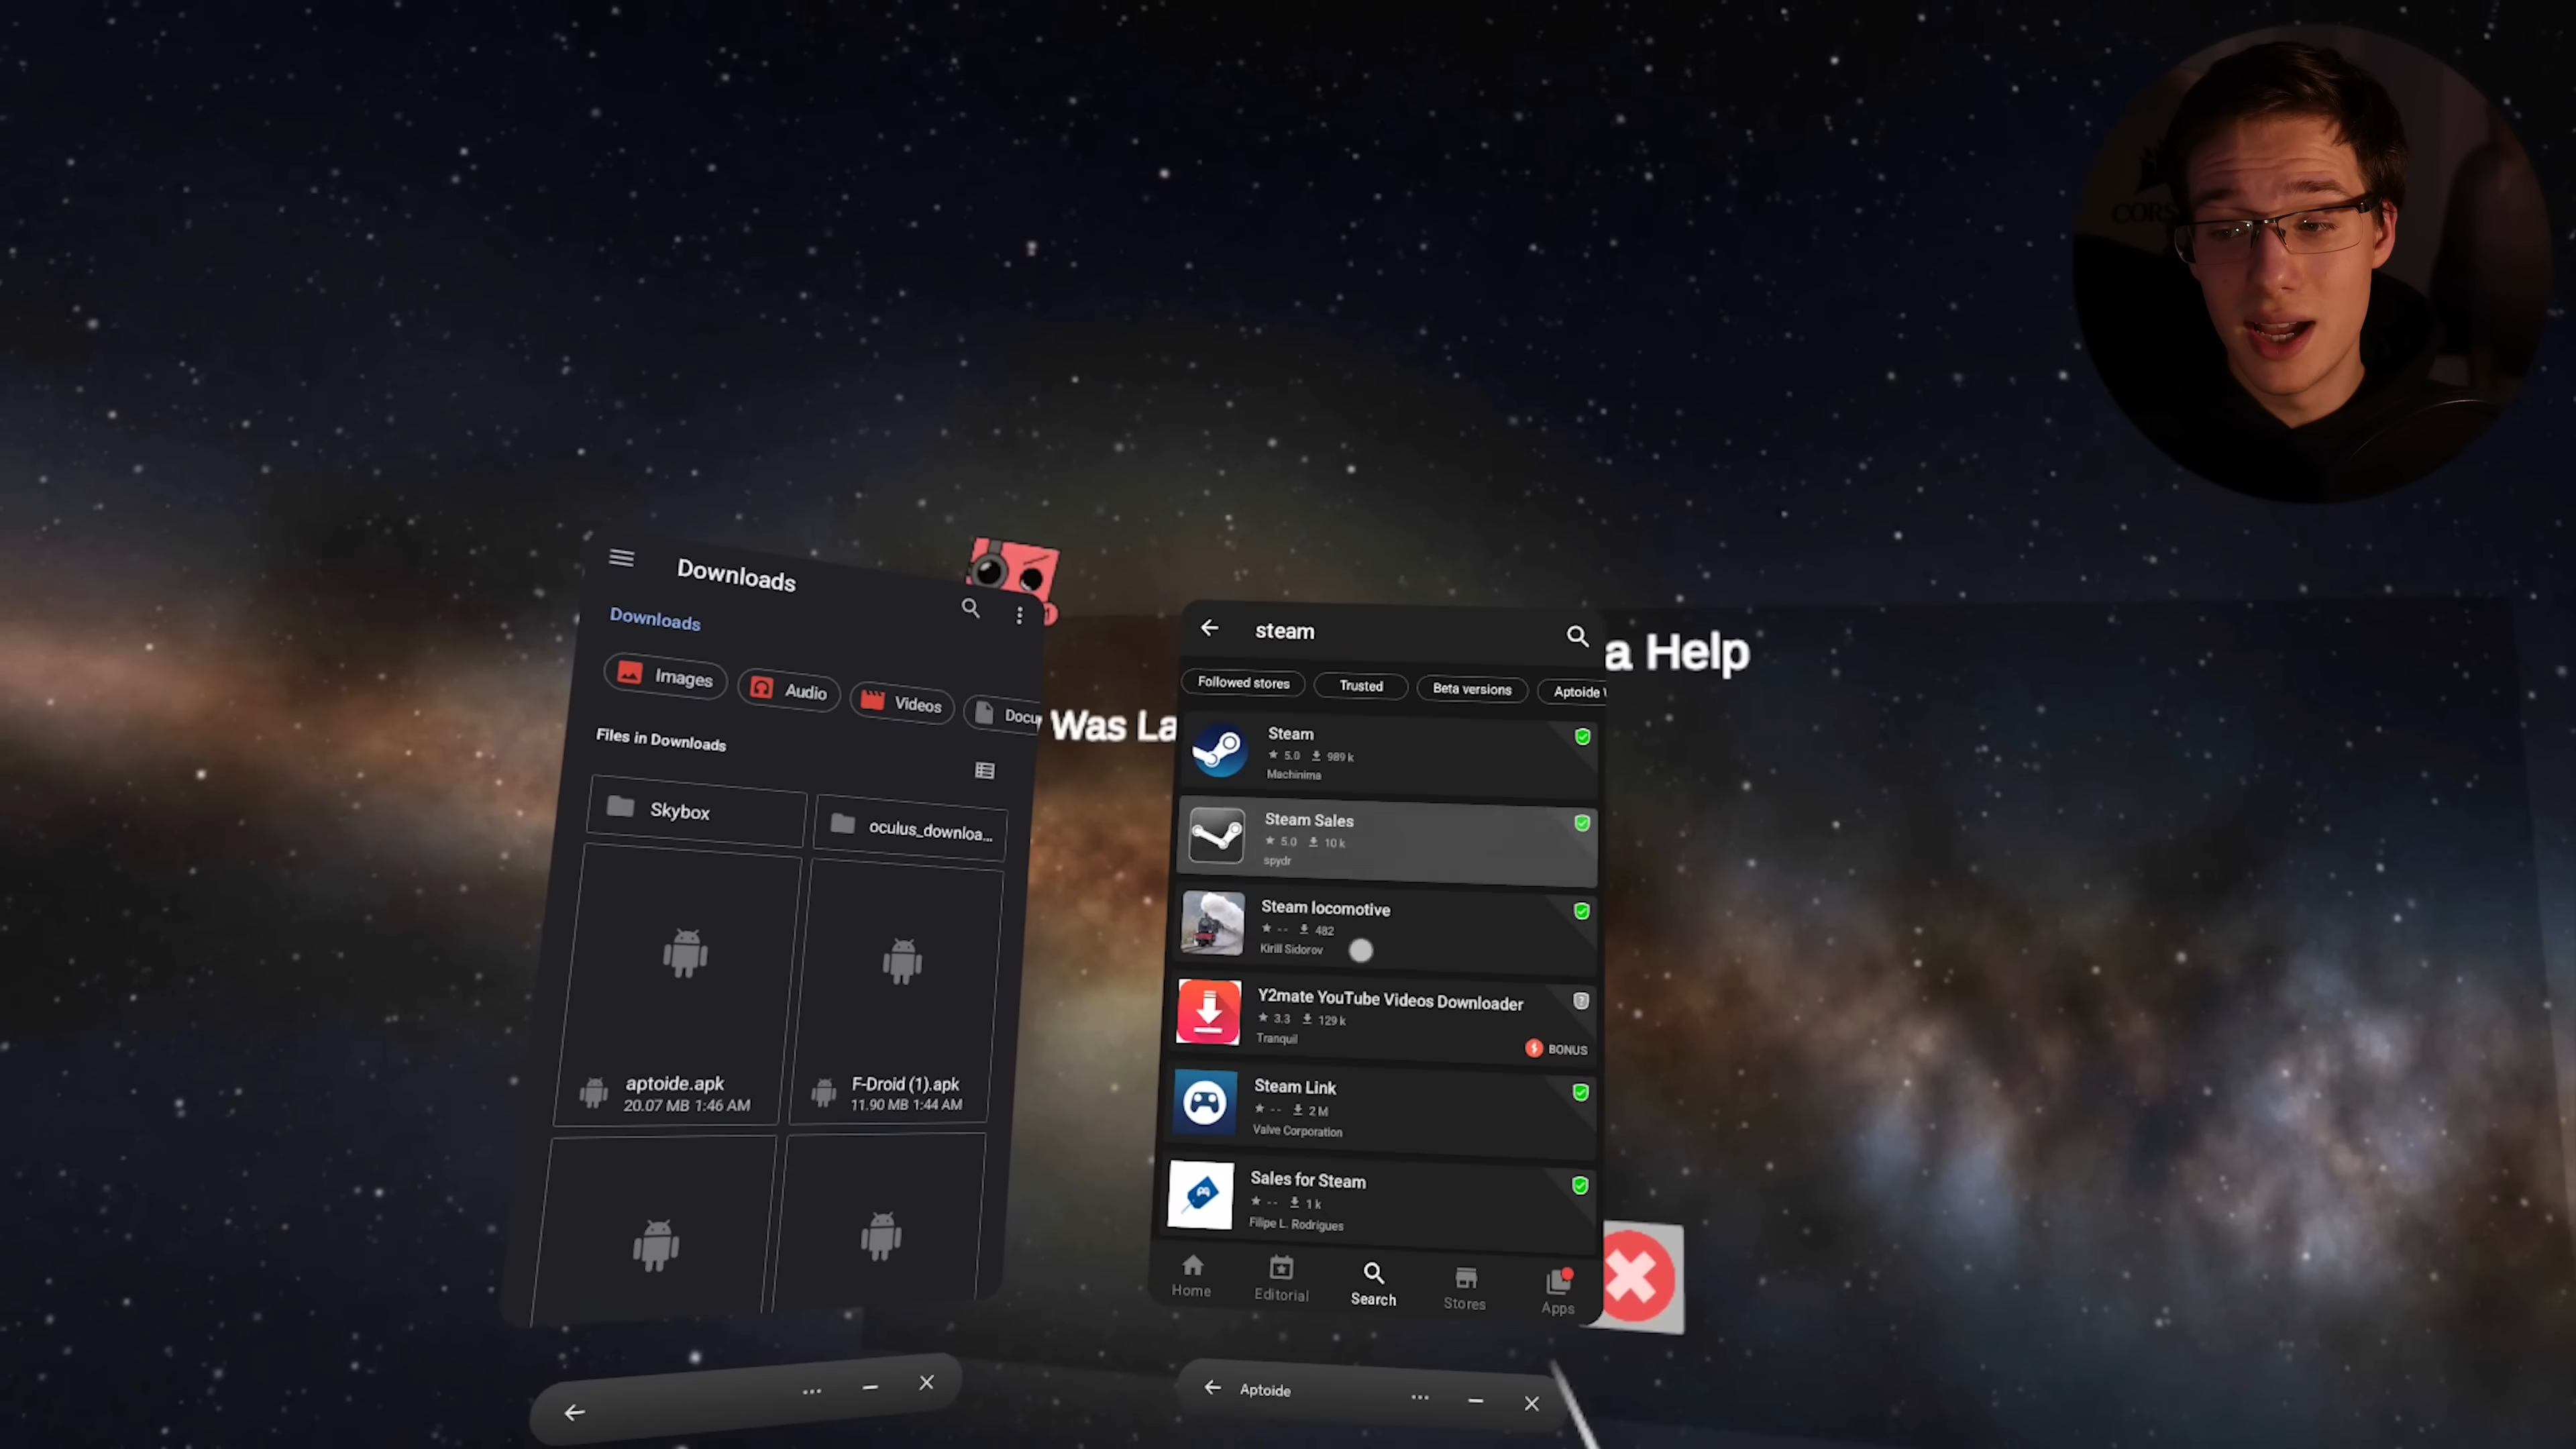 CORS
Downloads
Downloads
Images
Audio
Videos
Docu
Files in Downloads
Skybox
oculus_downloa...
aptoide.apk
20.07 MB 1:46 AM
F-Droid (1).apk
11.90 MB 1:44 AM
Was La
a Help
steam
Followed stores
Trusted
Beta versions
Aptoide
Steam
5.0 989 k
Machinima
Steam Sales
5.0 10 k
spydr
Steam locomotive
-- 482
Kirill Sidorov
Y2mate YouTube Videos Downloader
3.3 129 k
Tranquil
BONUS
Steam Link
-- 2 M
Valve Corporation
Sales for Steam
-- 1 k
Filipe L. Rodrigues
Home
Editorial
Search
Stores
Apps
Aptoide